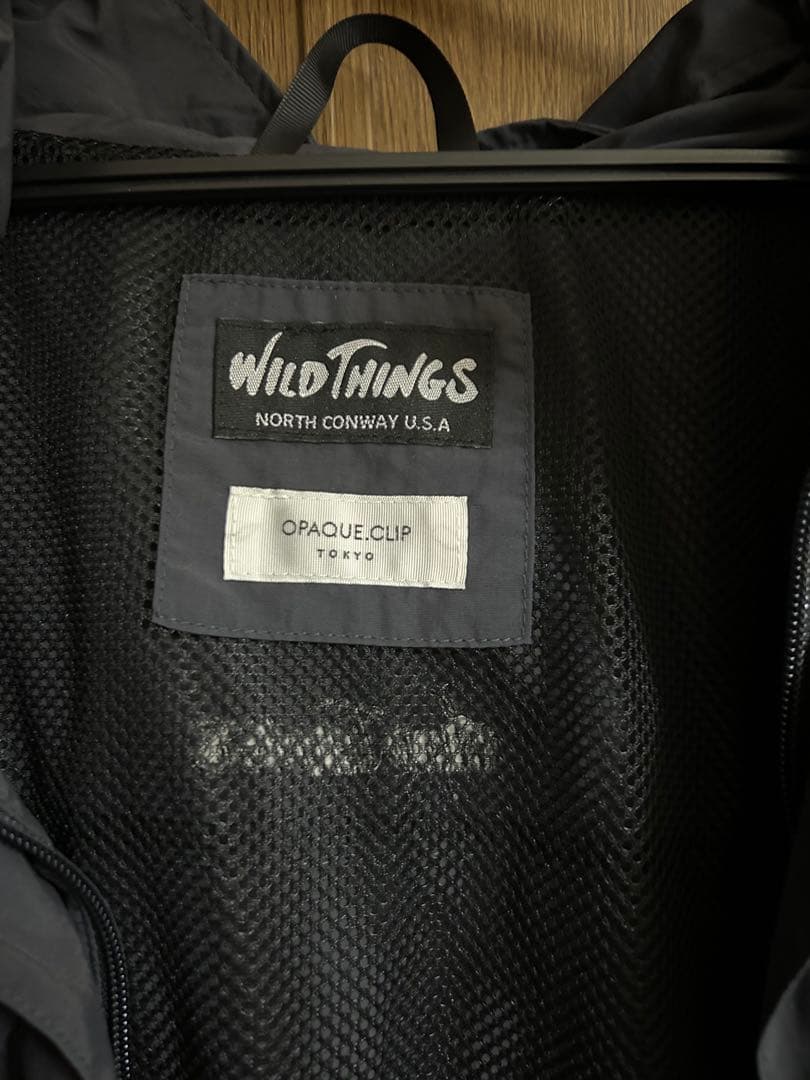 WILD THINGS
NORTH CONWAY U.S.A
OPAQUE.CLIP
TOKYO